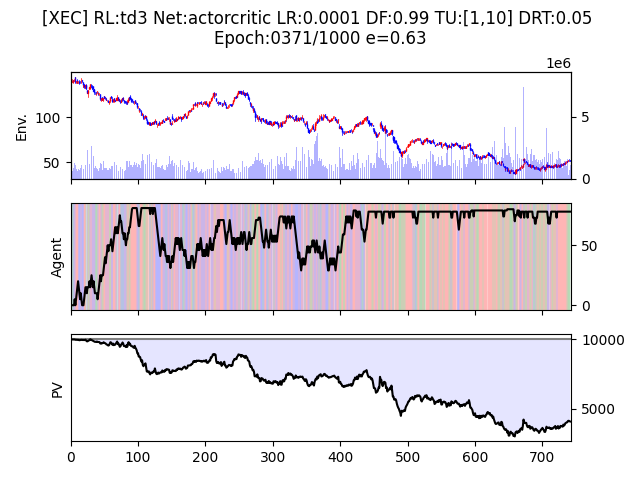 [XEC] RL:td3 Net:actorcritic LR:0.0001 DF:0.99 TU:[1,10] DRT:0.05
Epoch:0371/1000 e=0.63
1e6
Env.
100
50
5
0
Agent
50
0
PV
10000
5000
0 100 200 300 400 500 600 700